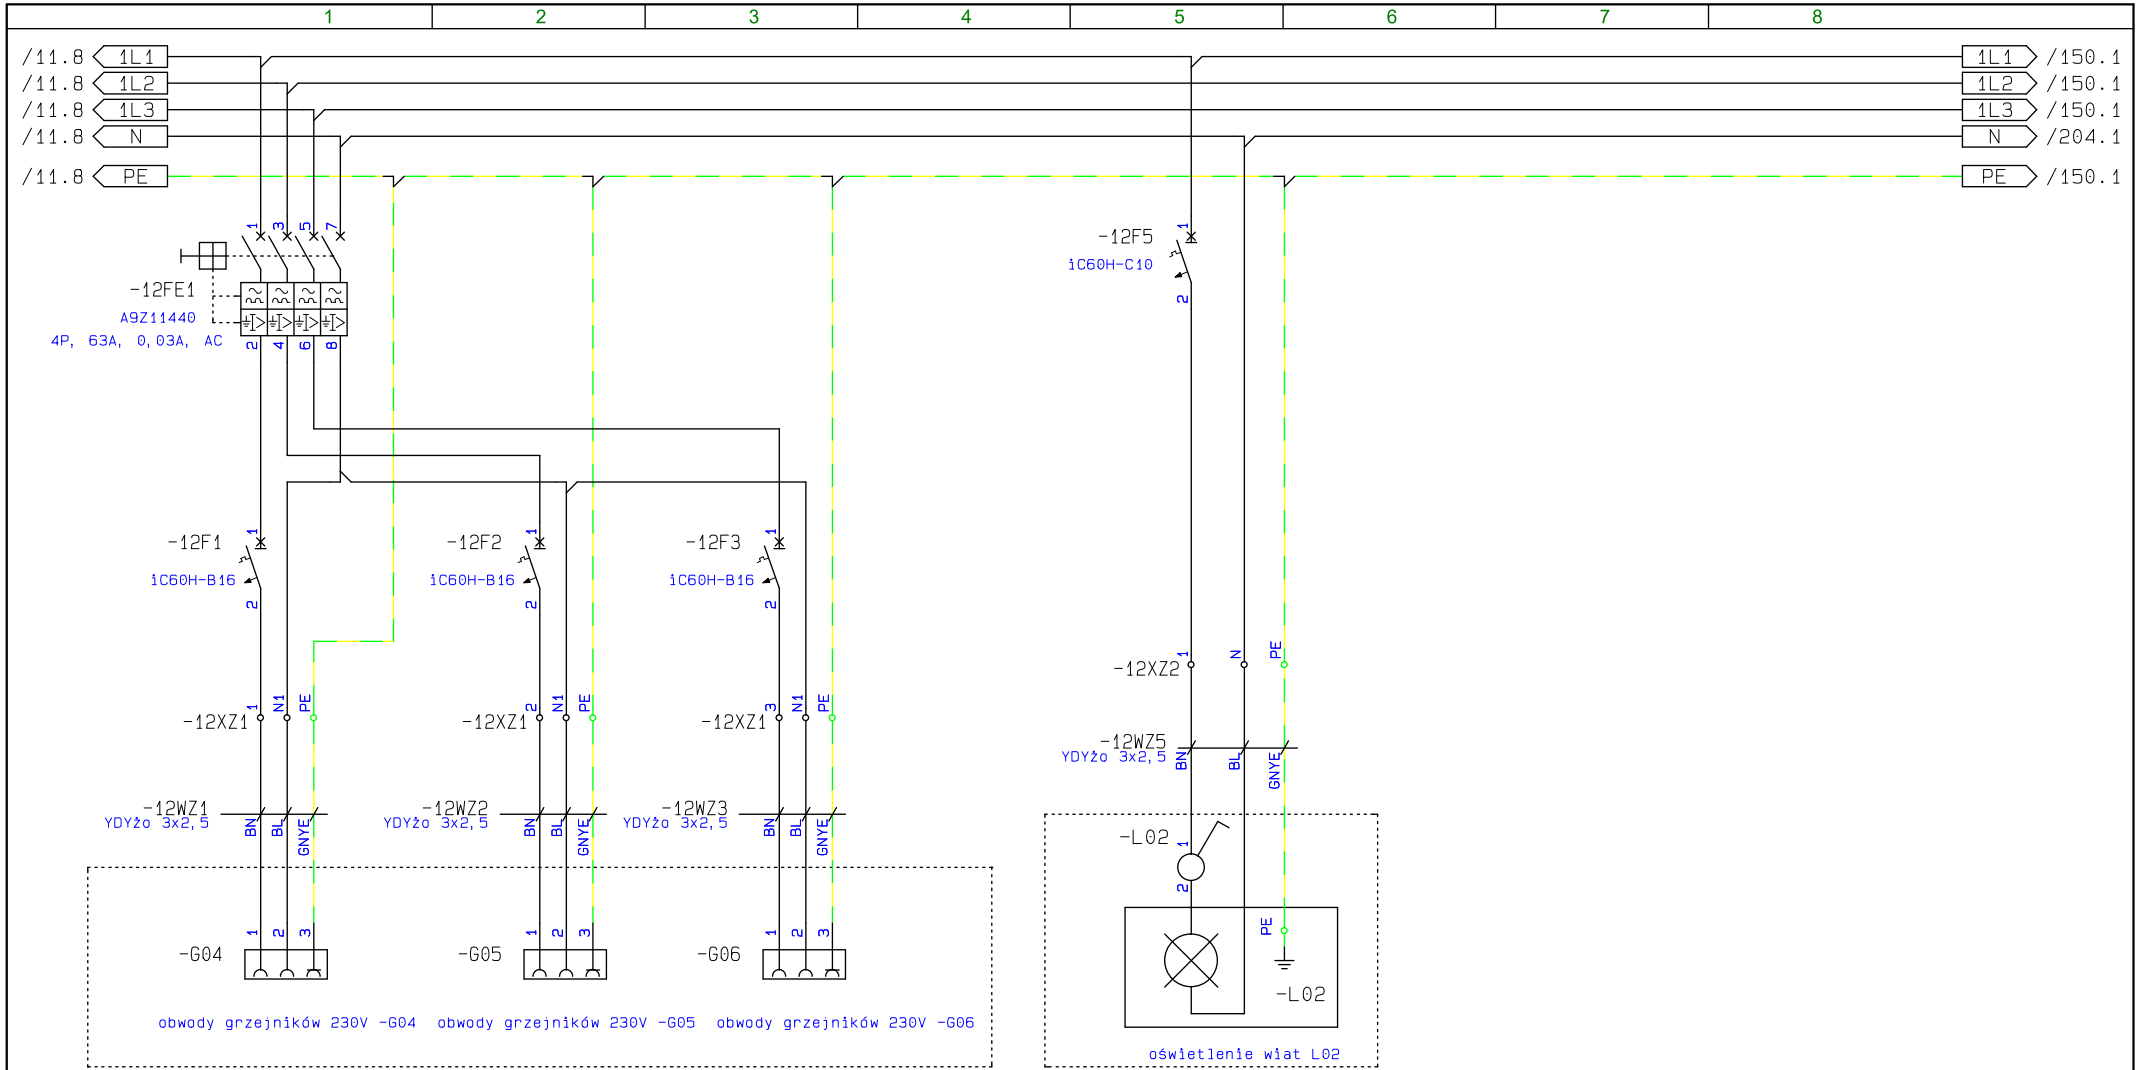 1 2 3 4 5 6 7 8
/11.8 1L1 1L1 /150.1
/11.8 1L2 1L2 /150.1
/11.8 1L3 1L3 /150.1
/11.8 N N /204.1
/11.8 PE PE /150.1
1 3 5 7 1
-12F5
iC60H-C10
-12FE1
2
A9Z11440
4P, 63A, 0,03A, AC
2 4 6 8
1 1 1
-12F1 -12F2 -12F3
iC60H-B16 iC60H-B16 iC60H-B16
2 2 2
1 N PE
-12XZ2
1 N1 PE 2 N1 PE 3 N1 PE
-12XZ1 -12XZ1 -12XZ1
-12WZ5
YDYżo 3x2,5
BN BL GNYE
-12WZ1 -12WZ2 -12WZ3
YDYżo 3x2,5 YDYżo 3x2,5 YDYżo 3x2,5
BN BL GNYE BN BL GNYE BN BL GNYE
-L02
1
2
PE
1 2 3 1 2 3 1 2 3
-G04 -G05 -G06
-L02
obwody grzejników 230V -G04 obwody grzejników 230V -G05 obwody grzejników 230V -G06
oświetlenie wiat L02